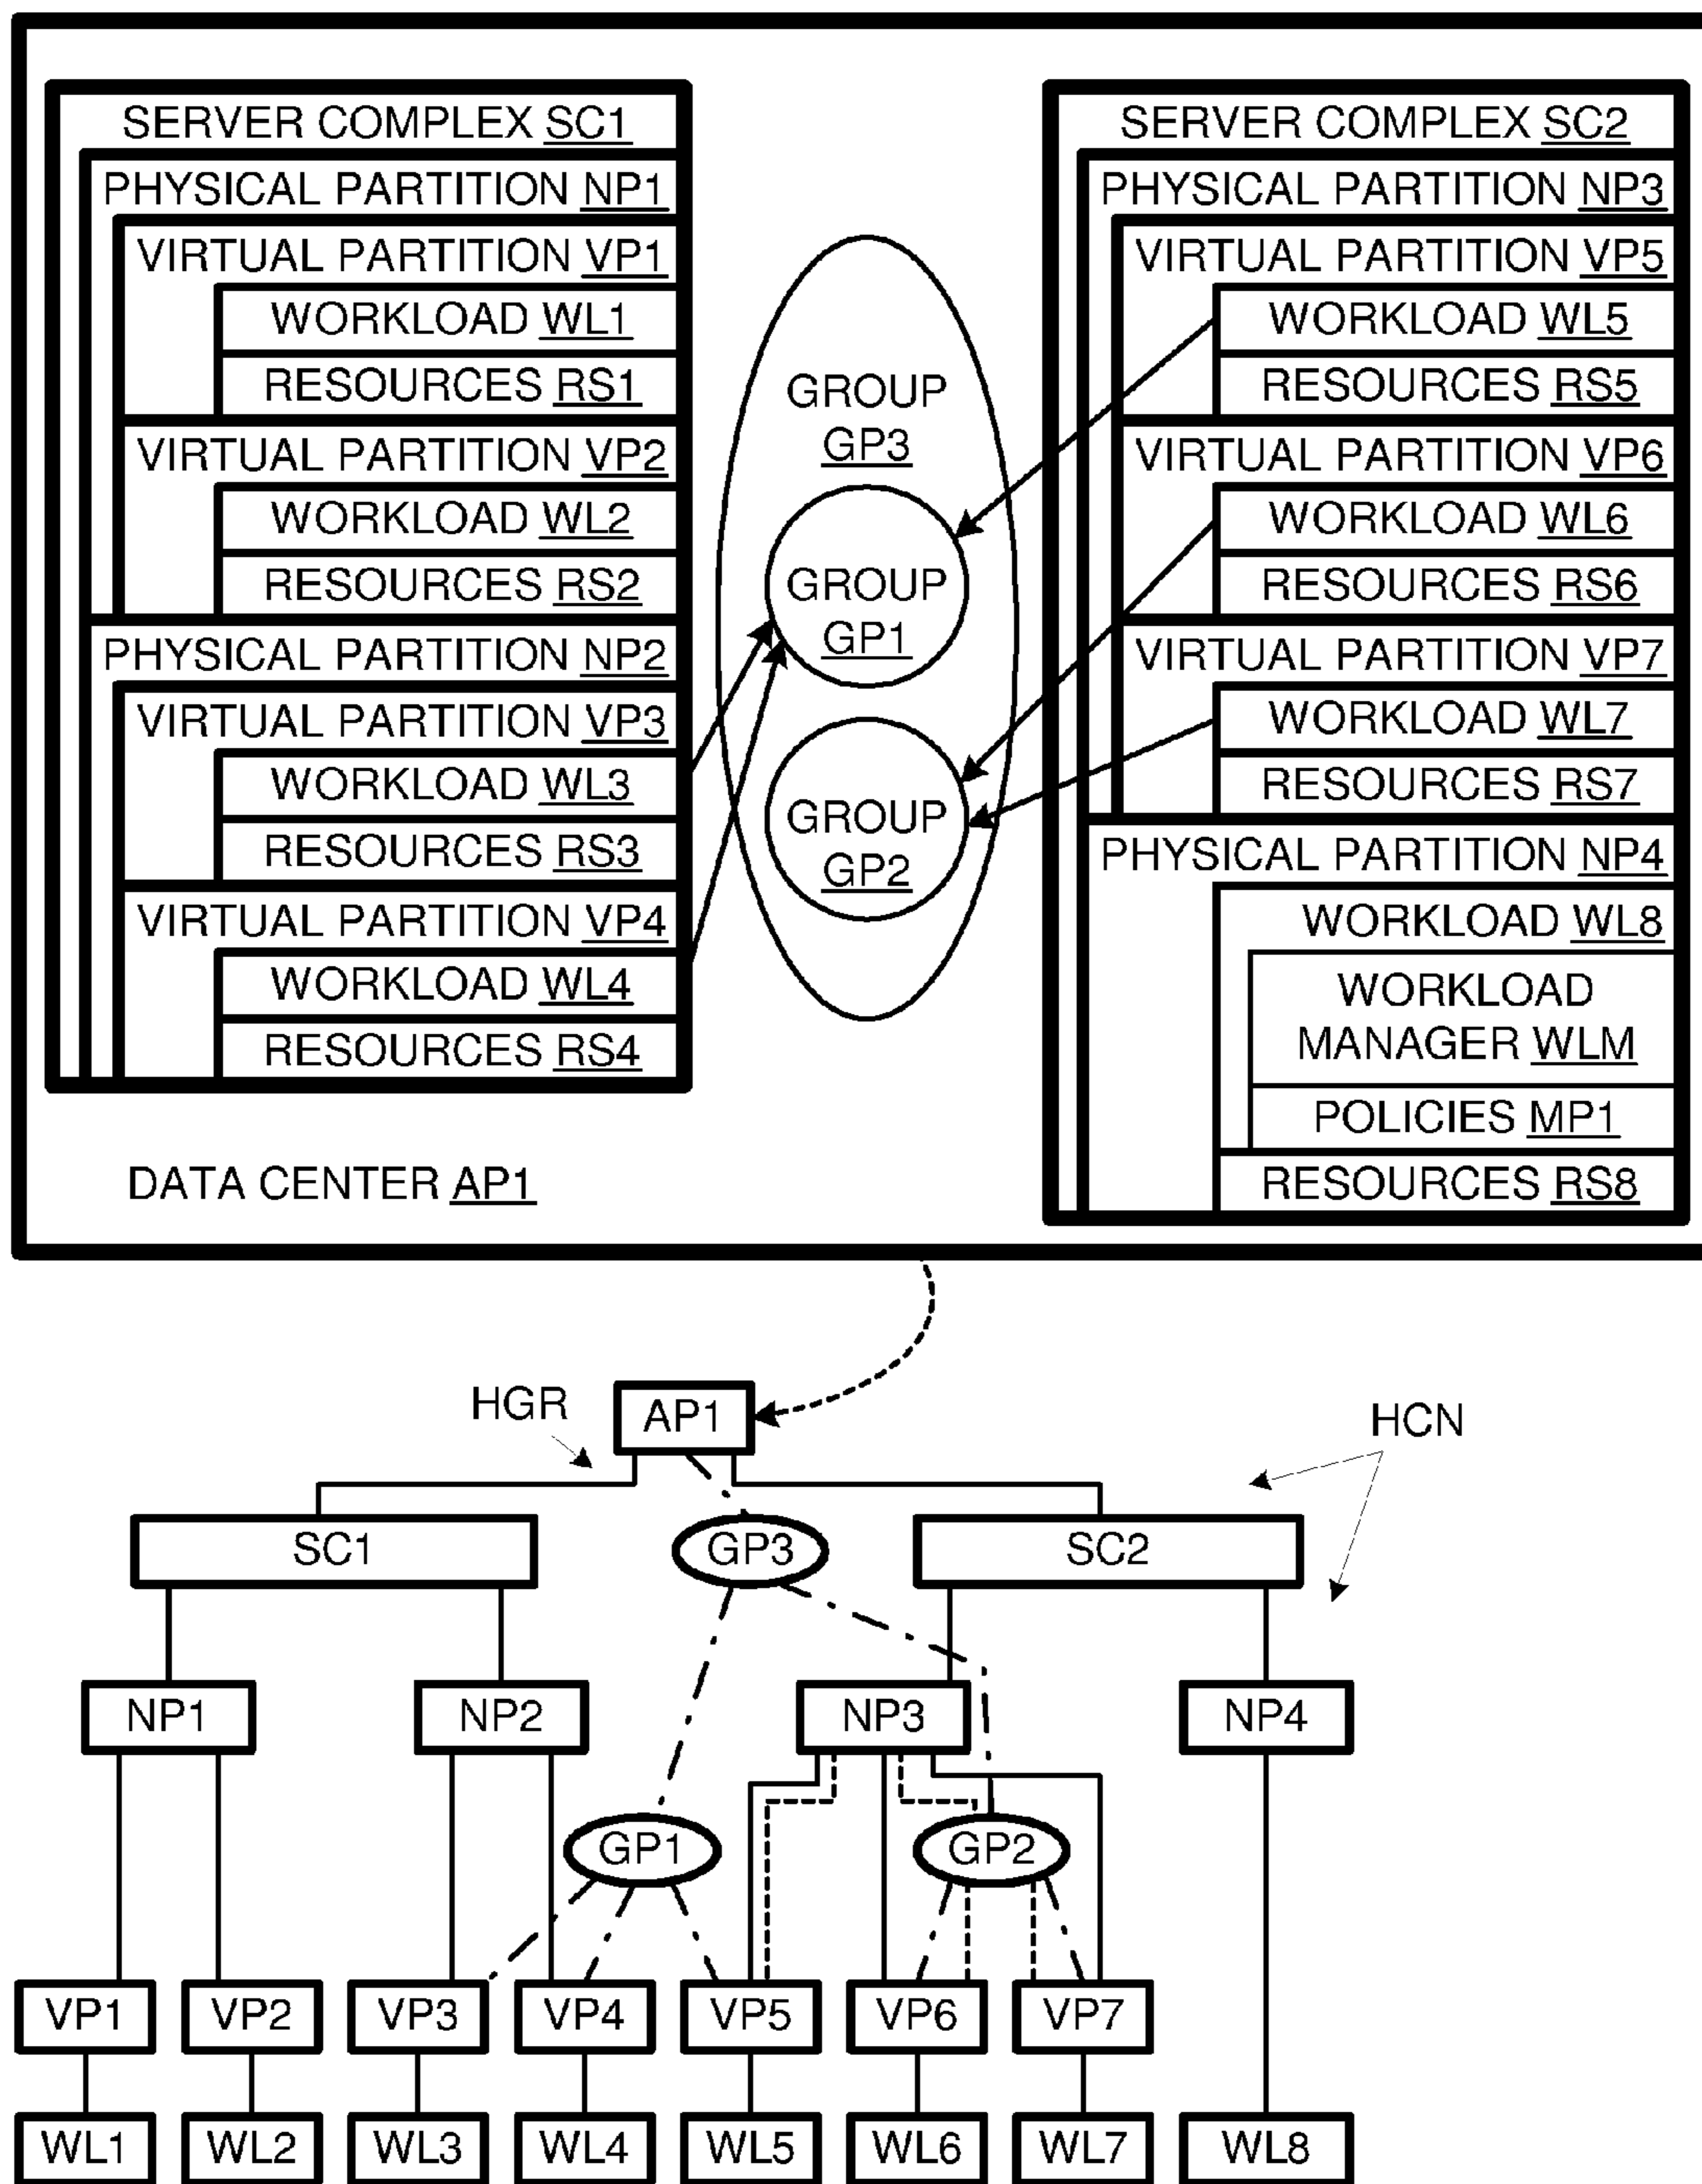 SERVER COMPLEX SC1
PHYSICAL PARTITION NP1
VIRTUAL PARTITION VP1
WORKLOAD WL1
RESOURCES RS1
VIRTUAL PARTITION VP2
WORKLOAD WL2
RESOURCES RS2
PHYSICAL PARTITION NP2
VIRTUAL PARTITION VP3
WORKLOAD WL3
RESOURCES RS3
VIRTUAL PARTITION VP4
WORKLOAD WL4
RESOURCES RS4
GROUP
GP3
GROUP
GP1
GROUP
GP2
SERVER COMPLEX SC2
PHYSICAL PARTITION NP3
VIRTUAL PARTITION VP5
WORKLOAD WL5
RESOURCES RS5
VIRTUAL PARTITION VP6
WORKLOAD WL6
RESOURCES RS6
VIRTUAL PARTITION VP7
WORKLOAD WL7
RESOURCES RS7
PHYSICAL PARTITION NP4
WORKLOAD WL8
WORKLOAD
MANAGER WLM
POLICIES MP1
RESOURCES RS8
DATA CENTER AP1
HGR
AP1
HCN
SC1
GP3
SC2
NP1
NP2
NP3
NP4
GP1
GP2
VP1
VP2
VP3
VP4
VP5
VP6
VP7
WL1
WL2
WL3
WL4
WL5
WL6
WL7
WL8